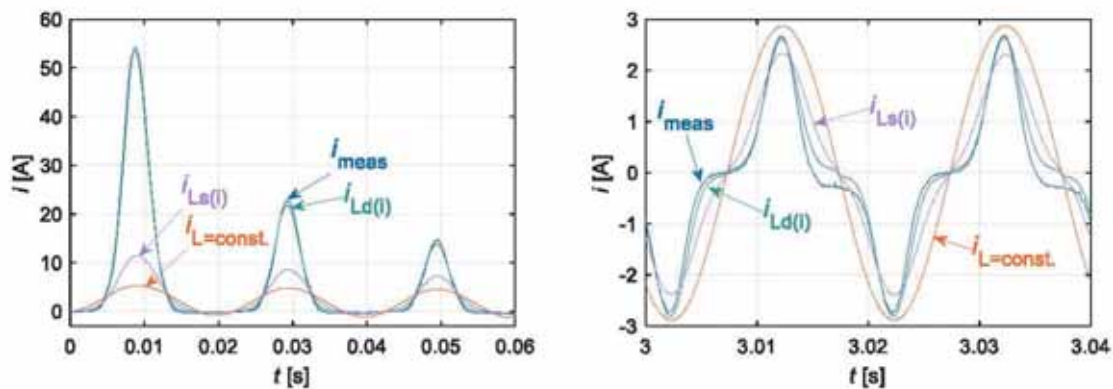 60
50
40
30
20
10
0
i [A]
i_meas
i_Ls(i)
i_Ld(i)
i_L=const.
0 0.01 0.02 0.03 0.04 0.05 0.06
t [s]
3
2
1
0
-1
-2
-3
i [A]
i_Ls(i)
i_meas
i_Ld(i)
i_L=const.
3 3.01 3.02 3.03 3.04
t [s]